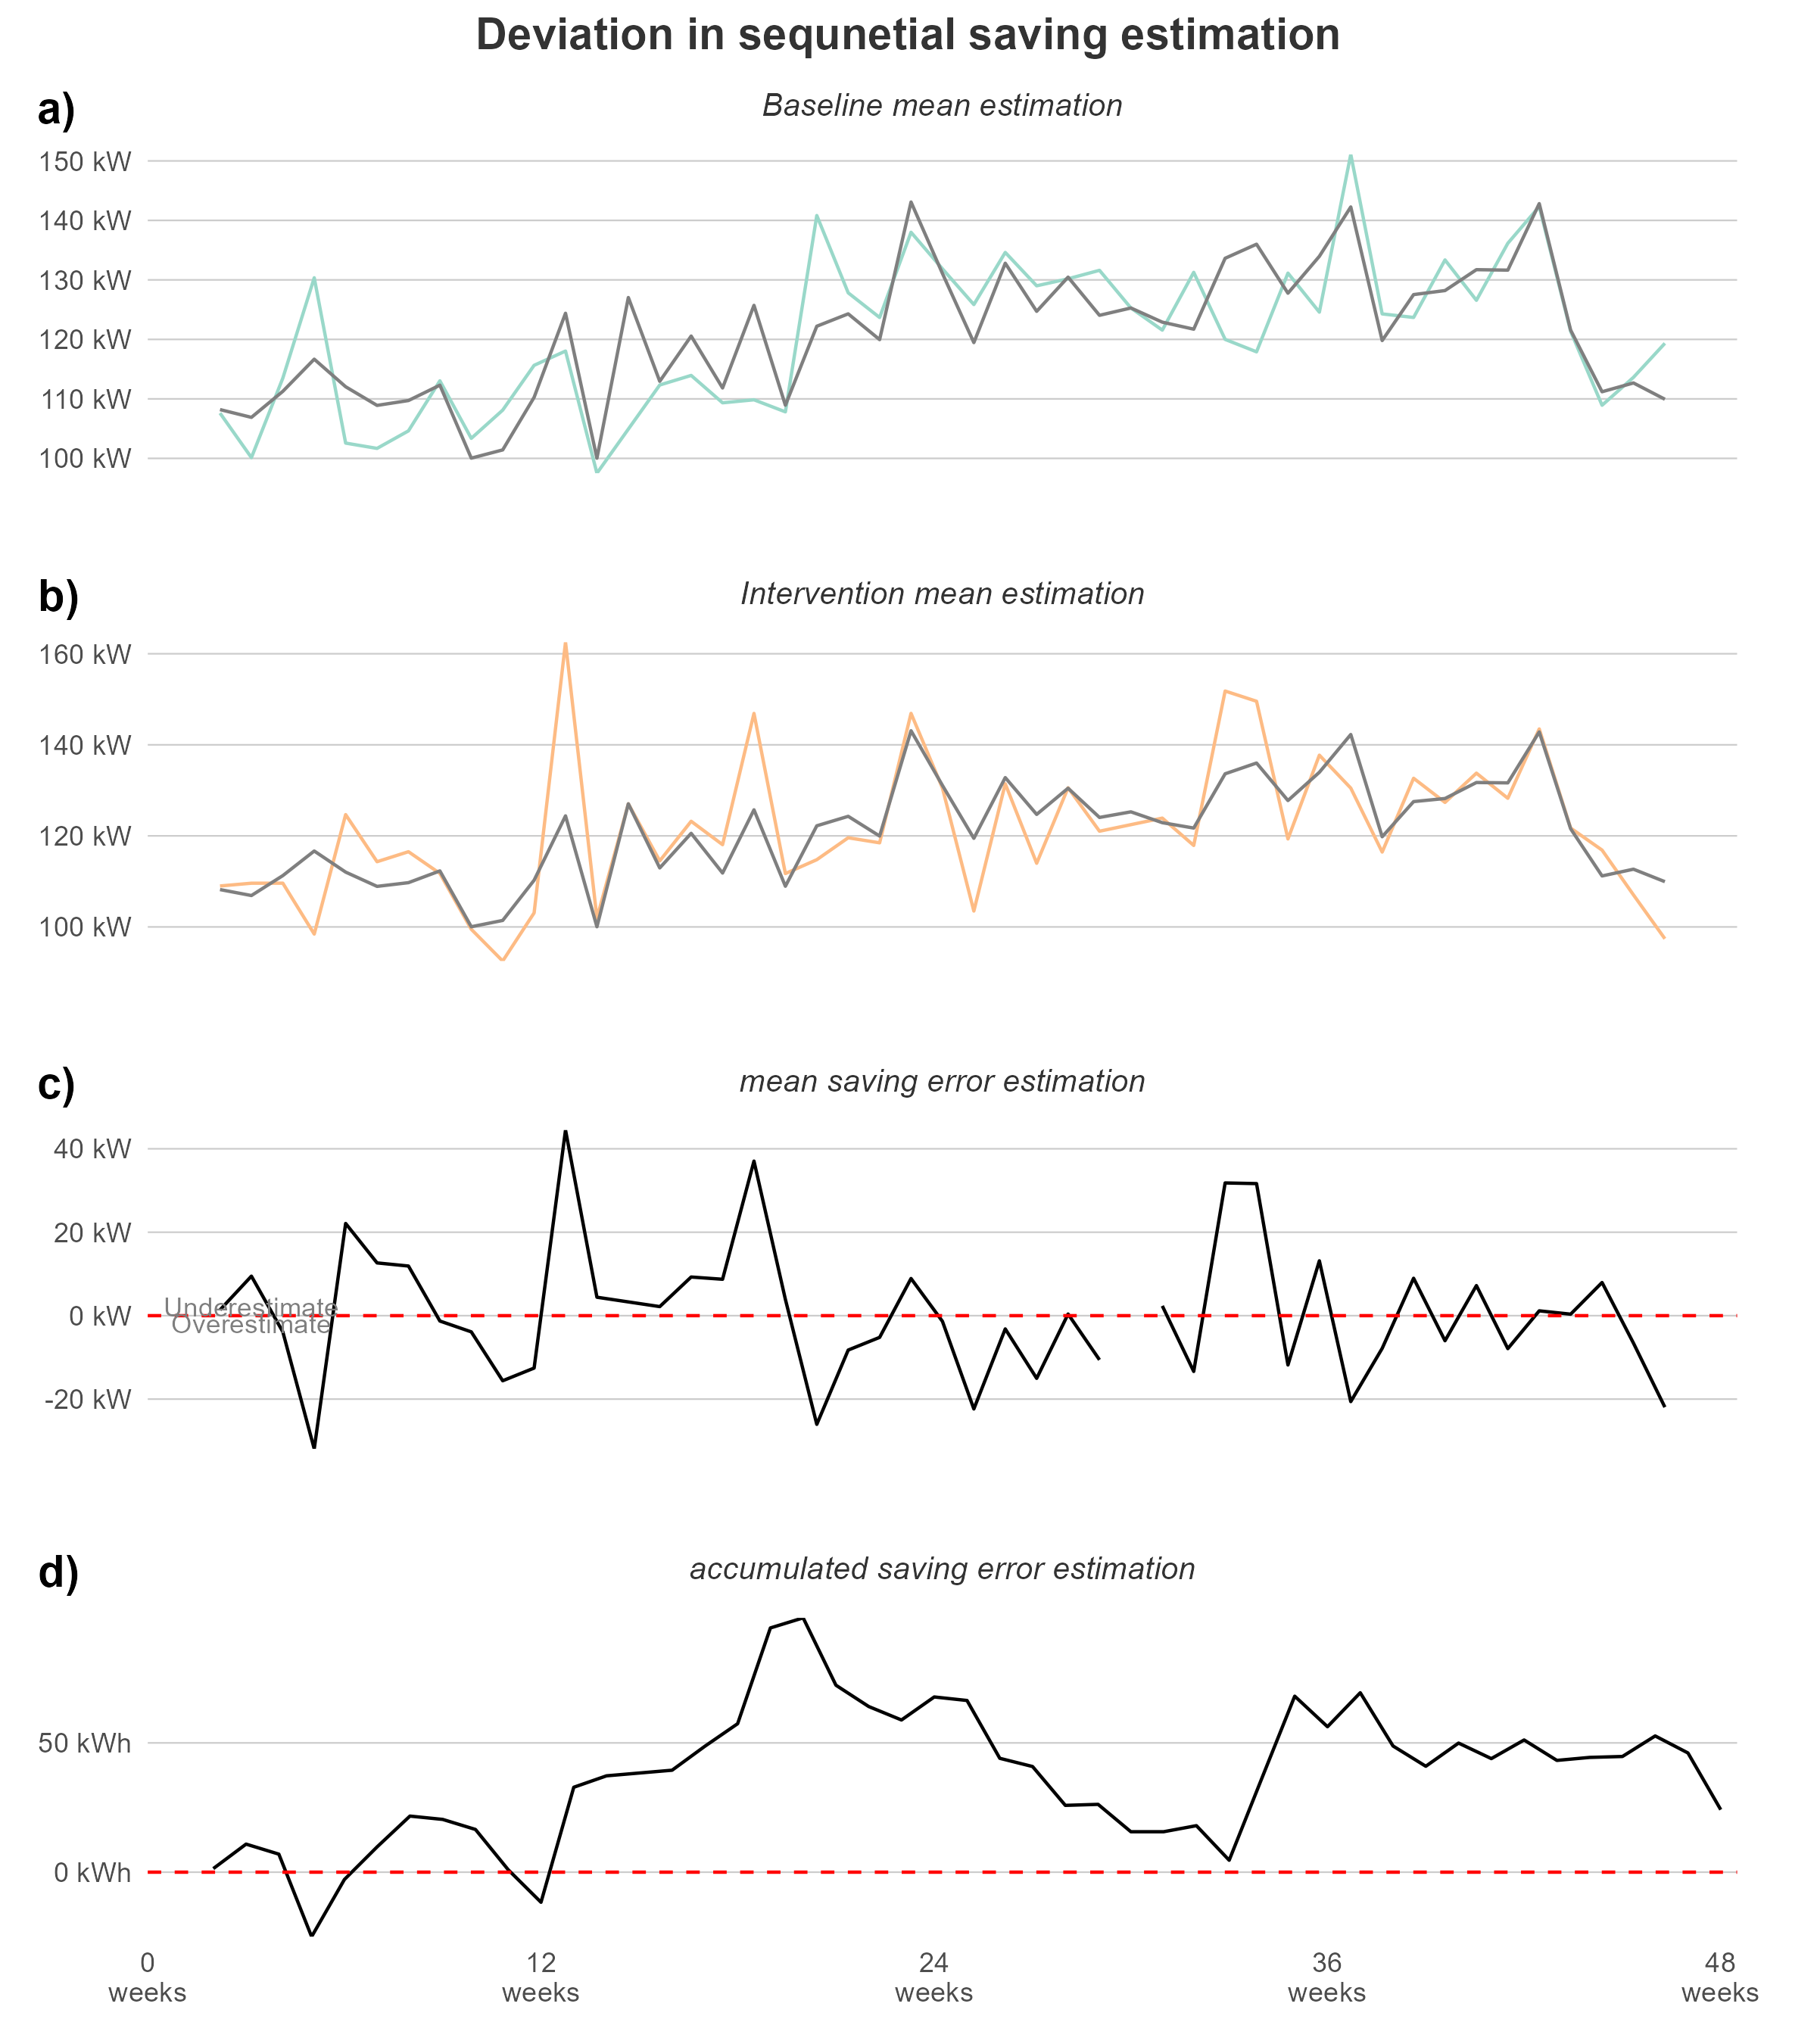 Deviation in sequnetial saving estimation
a)
Baseline mean estimation
150 kW
140 kW
130 kW
120 kW
110 kW
100 kW
b)
Intervention mean estimation
160 kW
140 kW
120 kW
100 kW
c)
mean saving error estimation
40 kW
20 kW
0 kW
-20 kW
Underestimate
Overestimate
d)
accumulated saving error estimation
50 kWh
0 kWh
0 12 24 36 48
weeks weeks weeks weeks weeks